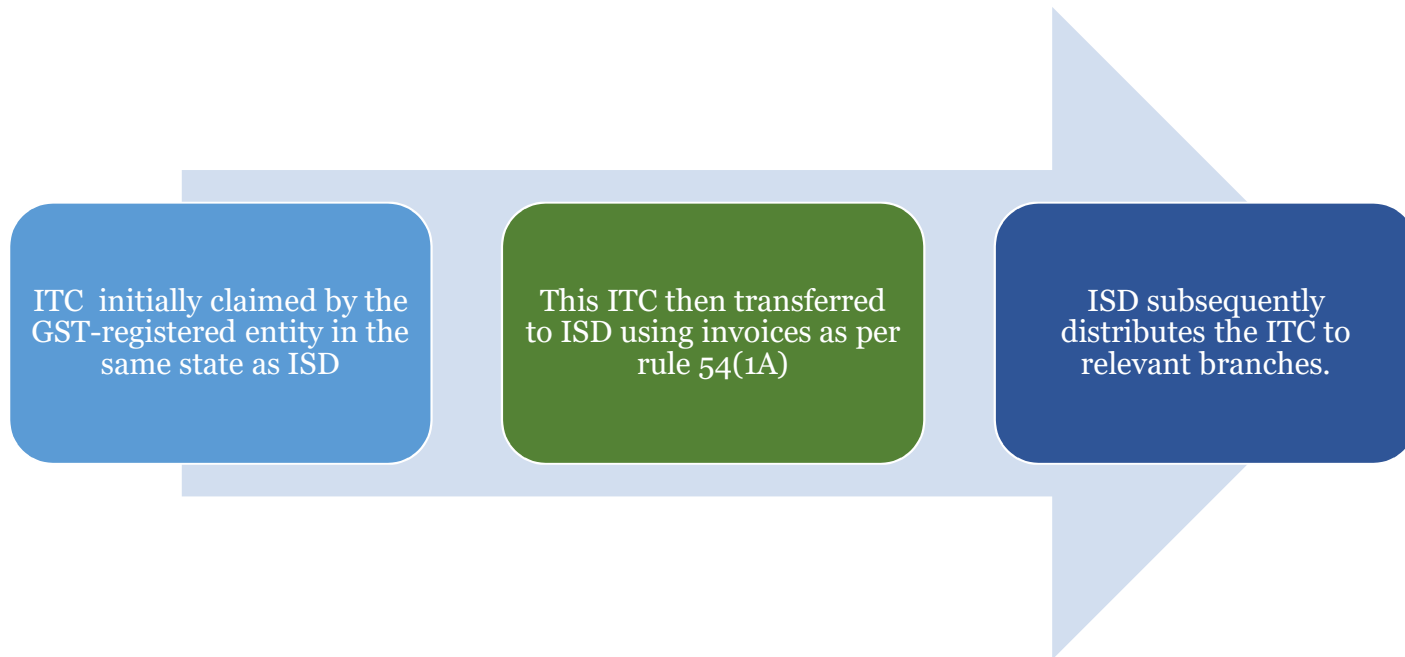 ITC  initially claimed by the
GST-registered entity in the
same state as ISD
This ITC then transferred
to ISD using invoices as per
rule 54(1A)
ISD subsequently
distributes the ITC to
relevant branches.